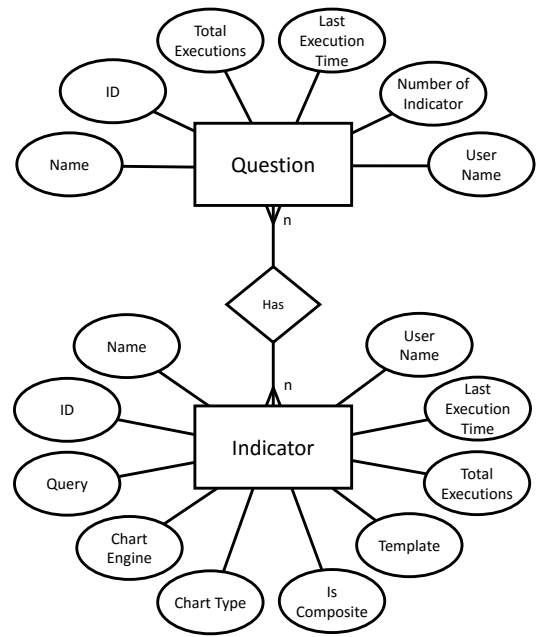 Total
Executions
Last
Execution
Time
ID
Number of
Indicator
Name
Question
User
Name
n
Has
n
Name
User
Name
ID
Last
Execution
Time
Indicator
Query
Total
Executions
Chart
Engine
Template
Chart Type
Is
Composite